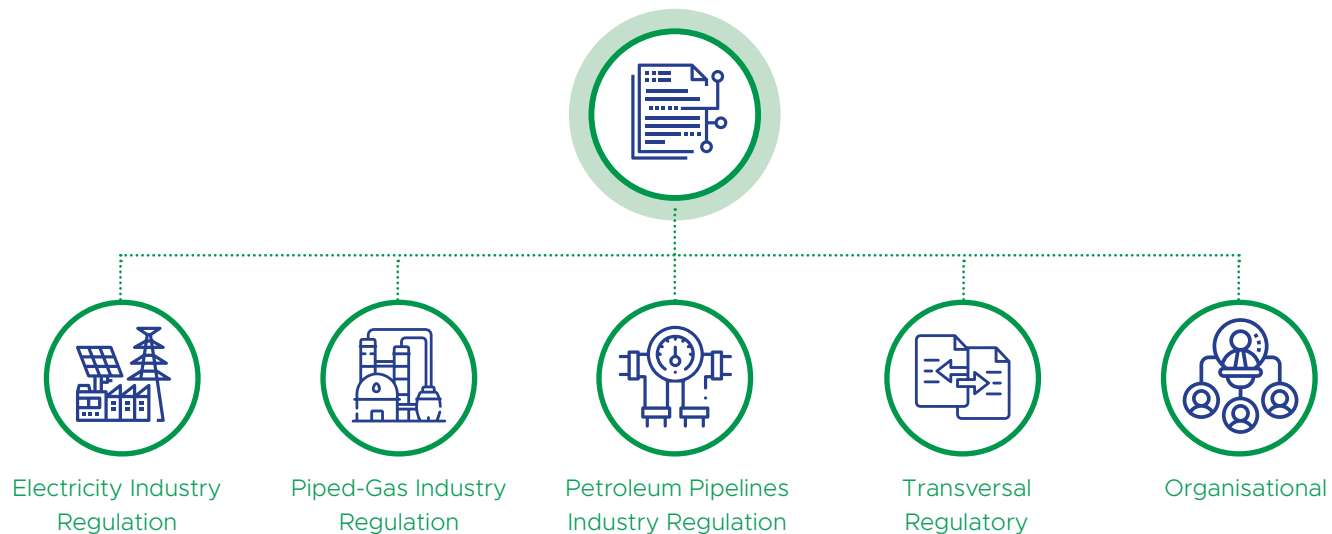 Electricity Industry
Regulation
Piped-Gas Industry
Regulation
Petroleum Pipelines
Industry Regulation
Transversal
Regulatory
Organisational